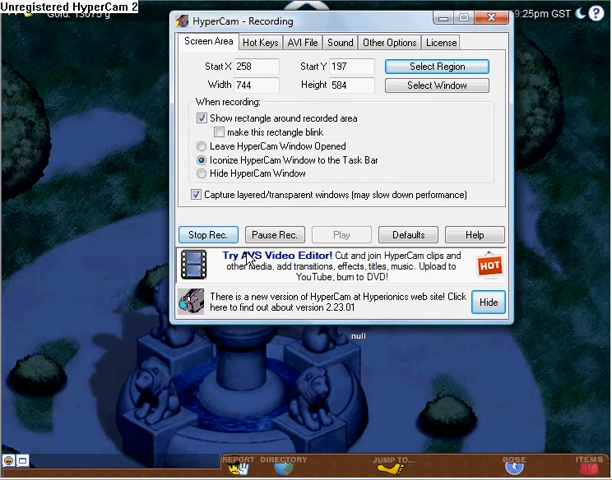 Unregistered HyperCam 2
Gold: 13075 g
9:25pm GST
HyperCam - Recording
Screen Area
Hot Keys
AVI File
Sound
Other Options
License
Start X 258
Start Y 197
Select Region
Width 744
Height 584
Select Window
When recording:
Show rectangle around recorded area
make this rectangle blink
Leave HyperCam Window Opened
Iconize HyperCam Window to the Task Bar
Hide HyperCam Window
Capture layered/transparent windows (may slow down performance)
Stop Rec.
Pause Rec.
Play
Defaults
Help
Try AVS Video Editor! Cut and join HyperCam clips and
other media, add transitions, effects, titles, music. Upload to
YouTube, burn to DVD!
HOT
There is a new version of HyperCam at Hyperionics web site! Click
here to find out about version 2.23.01
Hide
null
REPORT
DIRECTORY
JUMP TO...
POSE
ITEMS